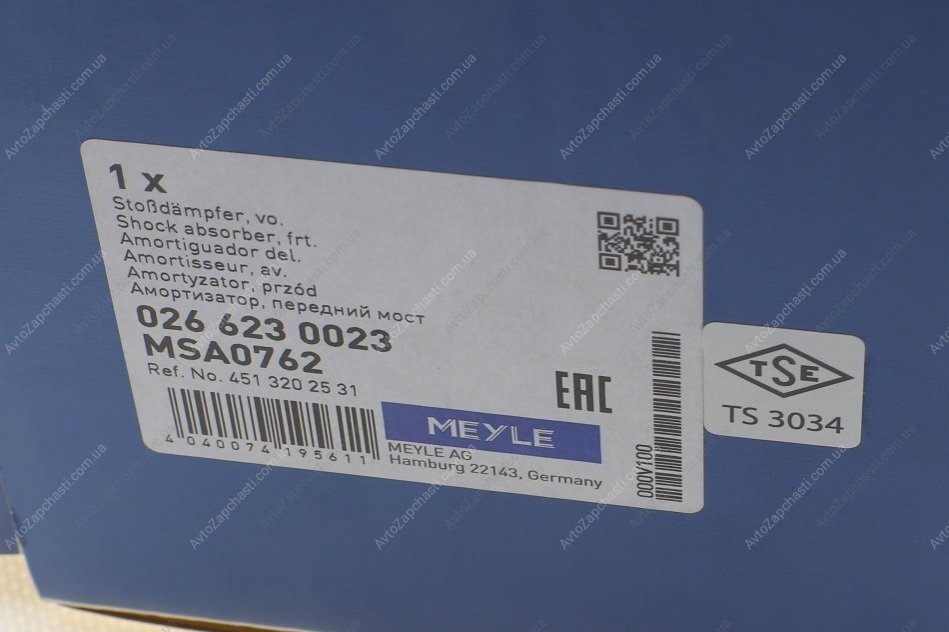 1 x
Stoßdämpfer, vo.
Shock absorber, frt.
Amortiguador del.
Amortisseur, av.
Amortyzator, przód
Амортизатор, передний мост
026 623 0023
MSA0762
Ref. No. 451 320 25 31
4 040074 195611
MEYLE
MEYLE AG
Hamburg 22143, Germany
EAC
000V100
TSE
TS 3034
AvtoZapchasti.com.ua